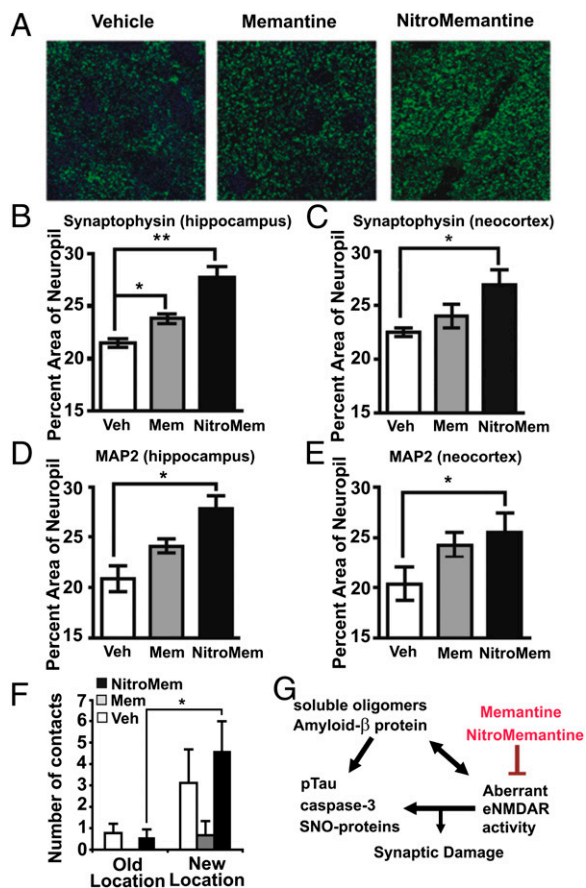 A
Vehicle
Memantine
NitroMemantine
B
Synaptophysin (hippocampus)
Percent Area of Neuropil
30
25
20
15
**
*
Veh
Mem
NitroMem
C
Synaptophysin (neocortex)
Percent Area of Neuropil
30
25
20
15
*
Veh
Mem
NitroMem
D
MAP2 (hippocampus)
Percent Area of Neuropil
30
25
20
15
*
Veh
Mem
NitroMem
E
MAP2 (neocortex)
Percent Area of Neuropil
30
25
20
15
*
Veh
Mem
NitroMem
F
NitroMem
Mem
Veh
Number of contacts
7
6
5
4
3
2
1
0
*
Old
Location
New
Location
G
soluble oligomers
Amyloid-β protein
Memantine
NitroMemantine
pTau
caspase-3
SNO-proteins
Aberrant
eNMDAR
activity
Synaptic Damage